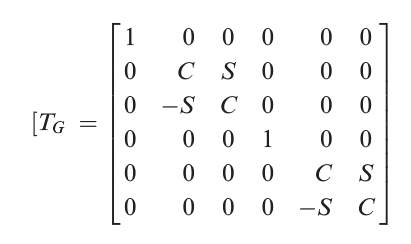 1 0 0 0 0 0
0 C S 0 0 0
0 −S C 0 0 0
[T_G = 0 0 0 1 0 0
0 0 0 0 C S
0 0 0 0 −S C